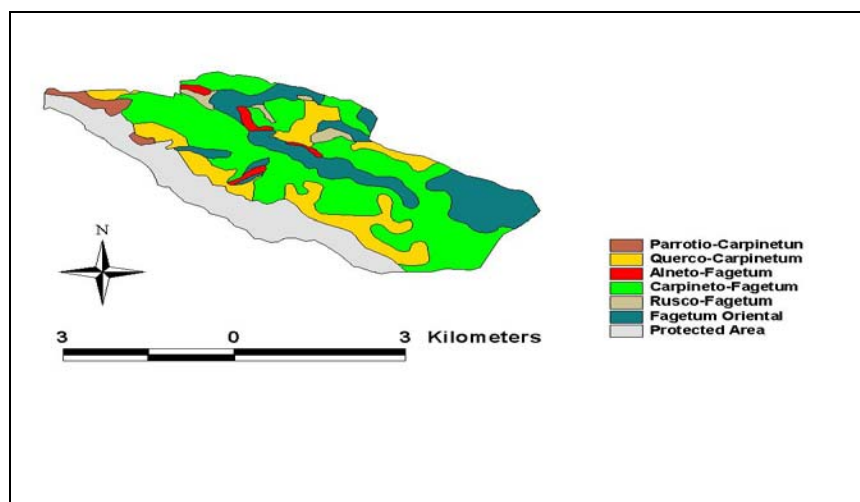 N
3 0 3 Kilometers
Parrotio-Carpinetun
Querco-Carpinetum
Alneto-Fagetum
Carpineto-Fagetum
Rusco-Fagetum
Fagetum Oriental
Protected Area